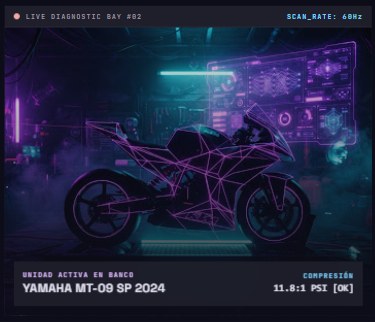 LIVE DIAGNOSTIC BAY #02
SCAN_RATE: 60Hz
UNIDAD ACTIVA EN BANCO
COMPRESIÓN
YAMAHA MT-09 SP 2024
11.8:1 PSI [OK]